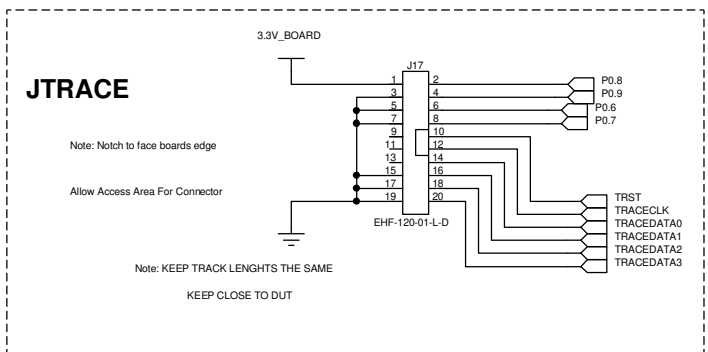 3.3V_BOARD
JTRACE
J17
1 2 P0.8
3 4 P0.9
5 6 P0.6
7 8 P0.7
9 10
11 12
13 14
15 16
17 18
19 20
TRST
TRACECLK
TRACEDATA0
TRACEDATA1
TRACEDATA2
TRACEDATA3
EHF-120-01-L-D
Note: Notch to face boards edge
Allow Access Area For Connector
Note: KEEP TRACK LENGHTS THE SAME
KEEP CLOSE TO DUT